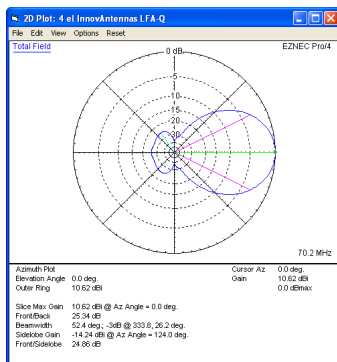 2D Plot: 4 el InnovAntennas LFA-Q
File Edit View Options Reset
Total Field
EZNEC Pro/4
0 dB
-5
-10
-15
-20
-30
70.2 MHz
Azimuth Plot
Elevation Angle 0.0 deg.
Outer Ring 10.62 dBi
Cursor Az 0.0 deg.
Gain 10.62 dBi
0.0 dBmax
Slice Max Gain 10.62 dBi @ Az Angle = 0.0 deg.
Front/Back 25.34 dB
Beamwidth 52.4 deg.; -3dB @ 333.8, 26.2 deg.
Sidelobe Gain -14.24 dBi @ Az Angle = 124.0 deg.
Front/Sidelobe 24.86 dB